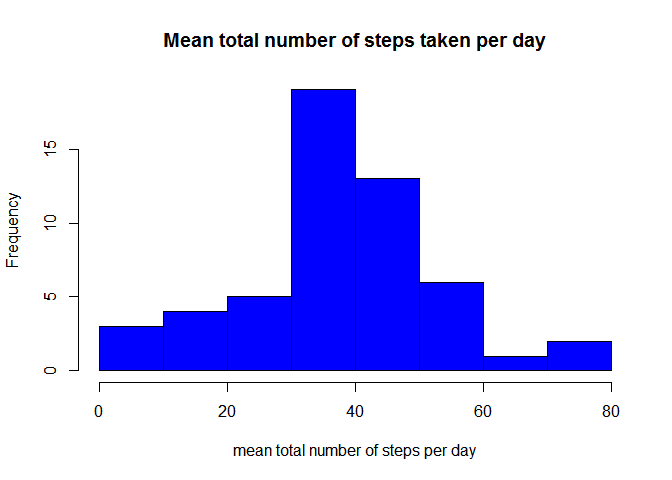 Mean total number of steps taken per day
Frequency
15
10
5
0
0 20 40 60 80
mean total number of steps per day